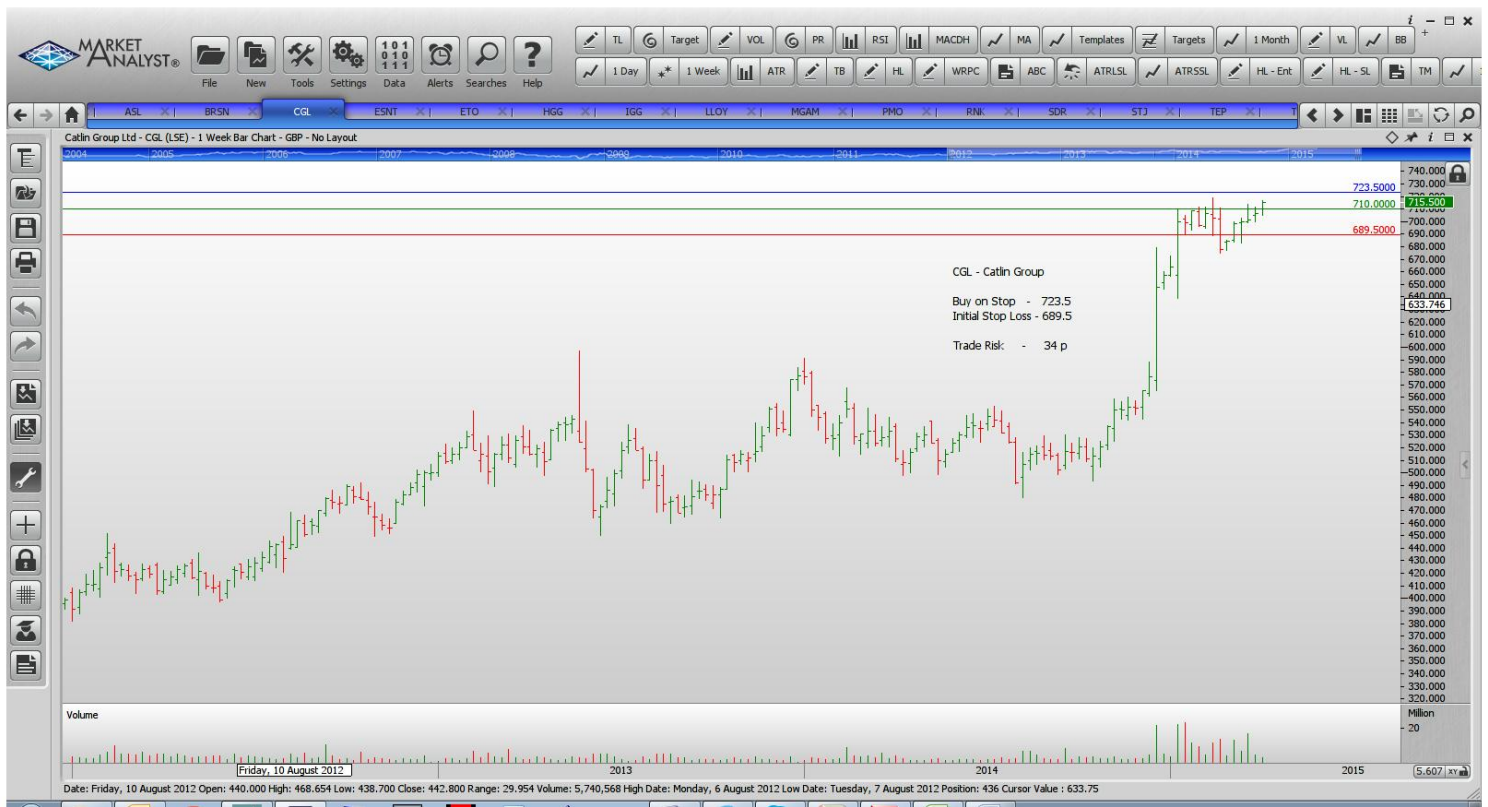 i
MARKET
ANALYST®
File
New
Tools
Settings
101
010
111
Data
Alerts
Searches
?
Help
TL
Target
VOL
PR
RSI
MACDH
MA
Templates
Targets
1 Month
VL
BB
+
1 Day
1 Week
ATR
TB
HL
WRPC
ABC
ATRLSL
ATRSSL
HL - Ent
HL - SL
TM
ASL
BRSN
CGL
ESNT
ETO
HGG
IGG
LLOY
MGAM
PMO
RNK
SDR
STJ
TEP
T
Catlin Group Ltd - CGL (LSE) - 1 Week Bar Chart - GBP - No Layout
2004 2005 2006 2007 2008 2009 2010 2011 2012 2013 2014 2015
740.000
730.000
723.5000
715.500
710.0000
700.000
690.000
689.5000
680.000
670.000
660.000
650.000
640.000
633.746
620.000
610.000
600.000
590.000
580.000
570.000
560.000
550.000
540.000
530.000
520.000
510.000
500.000
490.000
480.000
470.000
460.000
450.000
440.000
430.000
420.000
410.000
400.000
390.000
380.000
370.000
360.000
350.000
340.000
330.000
320.000
CGL - Catlin Group
Buy on Stop - 723.5
Initial Stop Loss - 689.5
Trade Risk - 34 p
Volume
Million
20
Friday, 10 August 2012
2013
2014
2015
5.607 XY
Date: Friday, 10 August 2012 Open: 440.000 High: 468.654 Low: 438.700 Close: 442.800 Range: 29.954 Volume: 5,740,568 High Date: Monday, 6 August 2012 Low Date: Tuesday, 7 August 2012 Position: 436 Cursor Value : 633.75